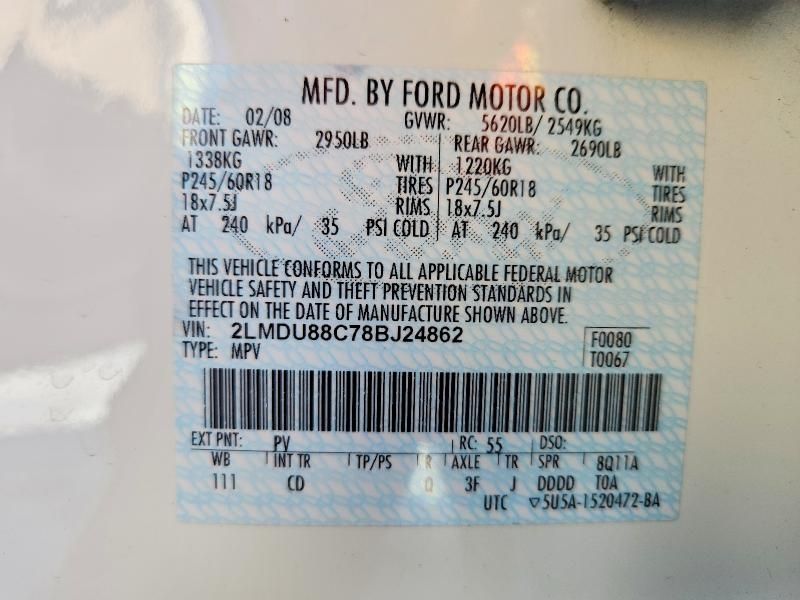 MFD. BY FORD MOTOR CO.
DATE: 02/08 GVWR: 5620LB/ 2549KG
FRONT GAWR: 2950LB REAR GAWR: 2690LB
1338KG WITH 1220KG WITH
P245/60R18 TIRES P245/60R18 TIRES
18x7.5J RIMS 18x7.5J RIMS
AT 240 kPa/ 35 PSI COLD AT 240 kPa/ 35 PSI COLD
THIS VEHICLE CONFORMS TO ALL APPLICABLE FEDERAL MOTOR
VEHICLE SAFETY AND THEFT PREVENTION STANDARDS IN
EFFECT ON THE DATE OF MANUFACTURE SHOWN ABOVE.
VIN: 2LMDU88C78BJ24862 F0080
TYPE: MPV T0067
EXT PNT: PV RC: 55 DSO:
WB INT TR TP/PS R AXLE TR SPR 8Q11A
111 CD Q 3F J DDDD TOA
UTC ▽5U5A-1520472-BA